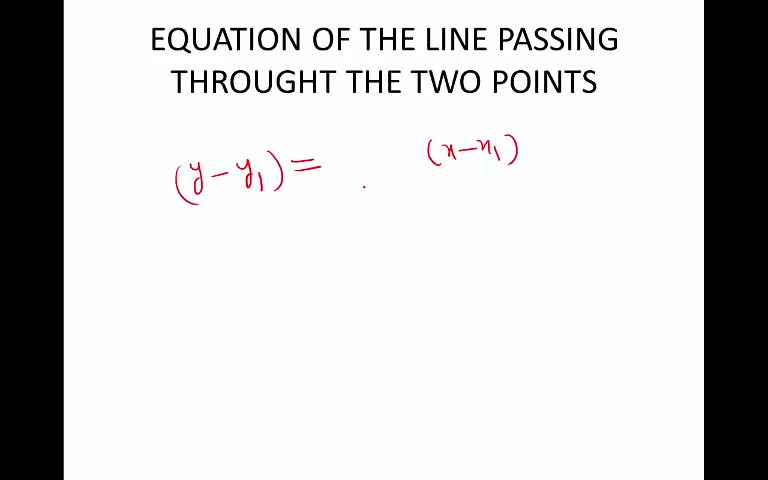 EQUATION OF THE LINE PASSING
THROUGHT THE TWO POINTS
(y-y₁) = (x-x₁)